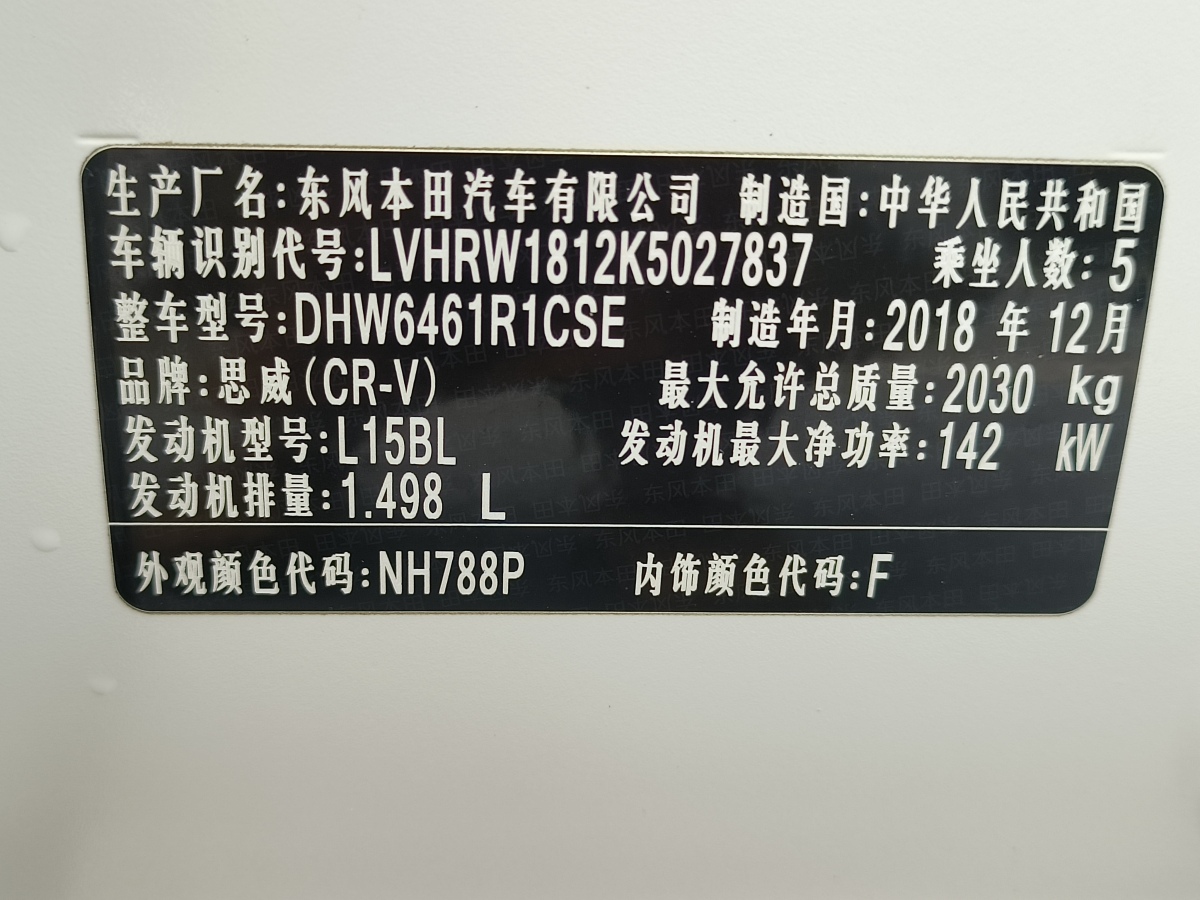 生产厂名:东风本田汽车有限公司 制造国:中华人民共和国
车辆识别代号:LVHRW1812K5027837 乘坐人数:5
整车型号:DHW6461R1CSE 制造年月:2018 年 12月
品牌:思威(CR-V) 最大允许总质量:2030 kg
发动机型号:L15BL 发动机最大净功率:142 kW
发动机排量:1.498 L
外观颜色代码:NH788P 内饰颜色代码:F